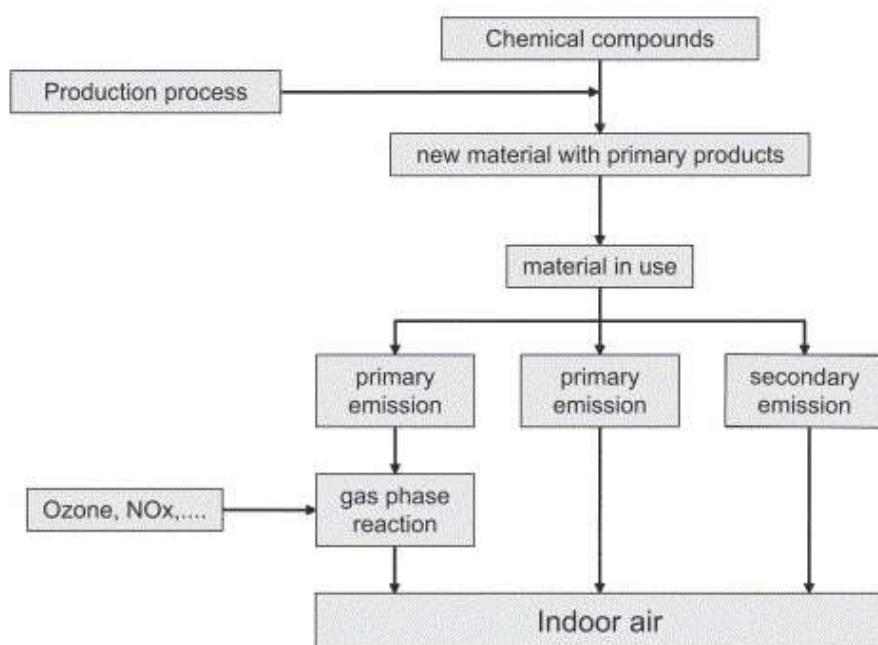 Chemical compounds
Production process
new material with primary products
material in use
primary
emission
primary
emission
secondary
emission
Ozone, NOx,....
gas phase
reaction
Indoor air